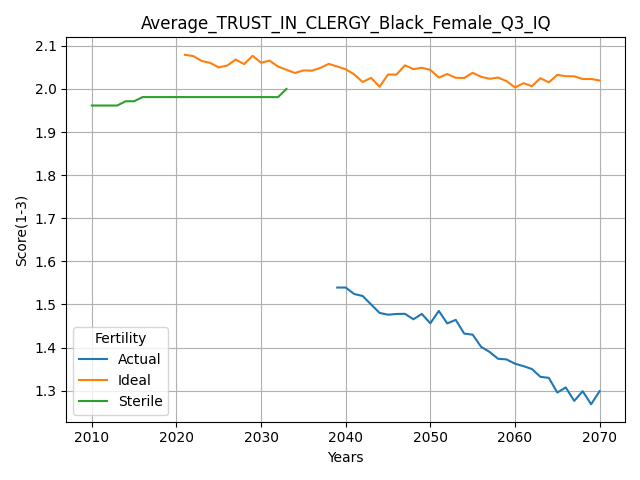 Average_TRUST_IN_CLERGY_Black_Female_Q3_IQ
2.1
2.0
1.9
1.8
1.7
1.6
1.5
1.4
1.3
Score(1-3)
Fertility
Actual
Ideal
Sterile
2010 2020 2030 2040 2050 2060 2070
Years